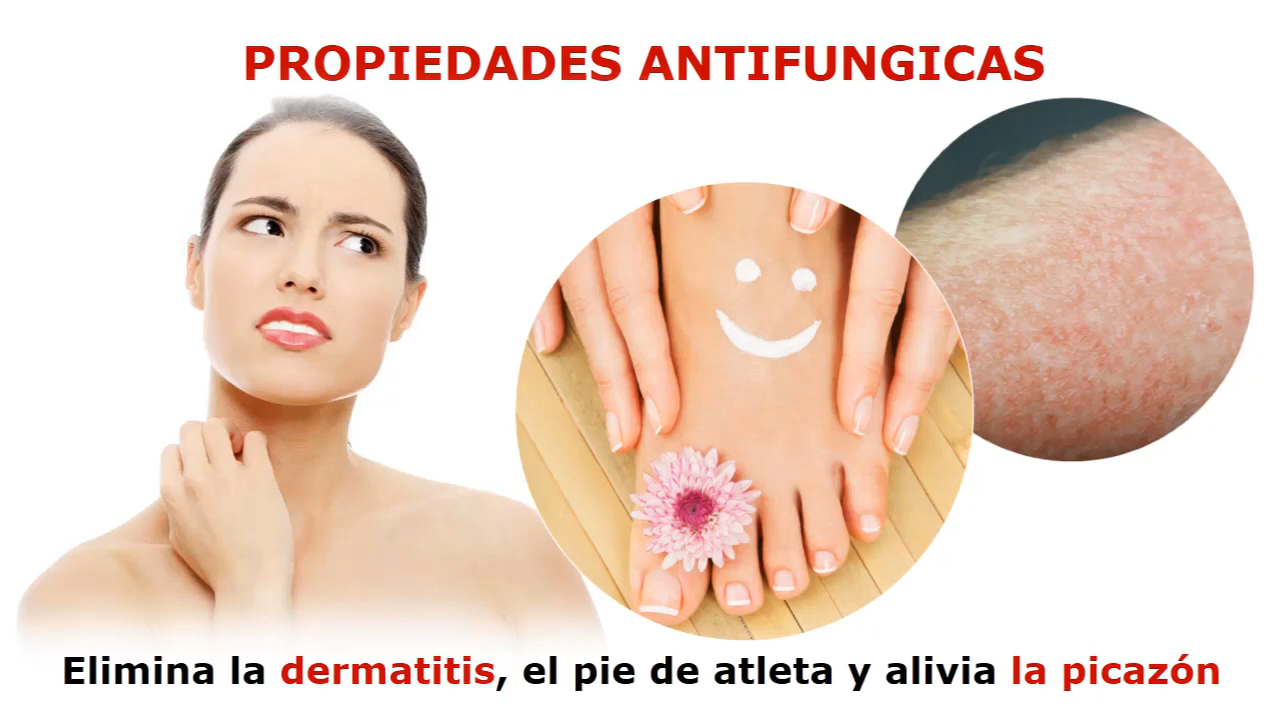 PROPIEDADES ANTIFUNGICAS
Elimina la dermatitis, el pie de atleta y alivia la picazón